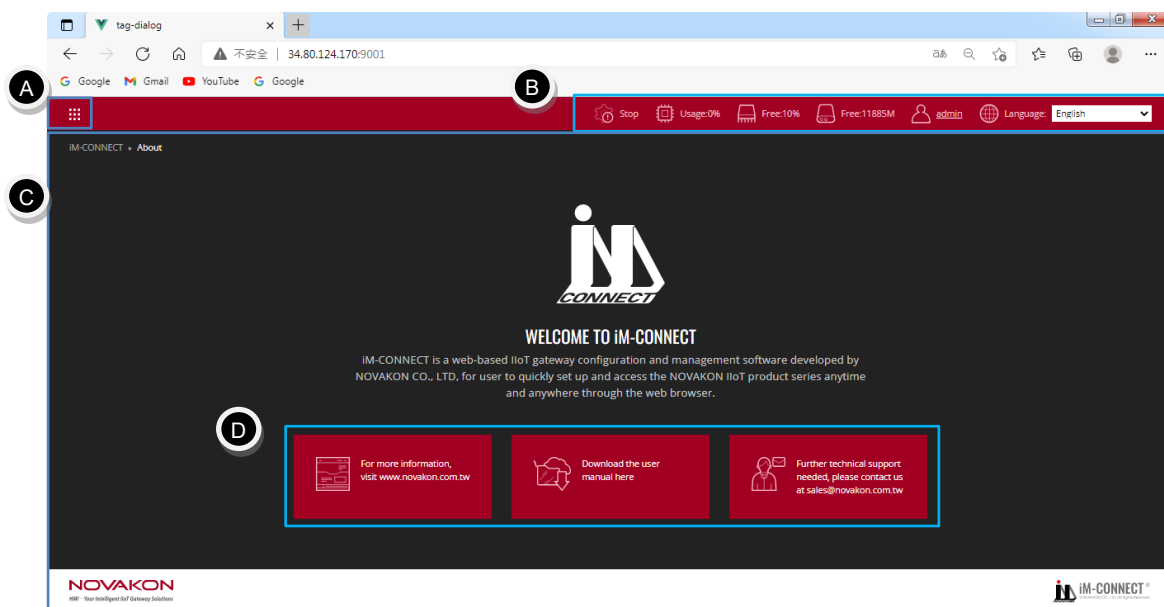 tag-dialog
不安全 | 34.80.124.170:9001
Google Gmail YouTube Google
A
B
Stop Usage:0% Free:10% Free:11885M admin Language: English
iM-CONNECT ▸ About
C
iM
CONNECT
WELCOME TO iM-CONNECT
iM-CONNECT is a web-based IIoT gateway configuration and management software developed by
NOVAKON CO., LTD, for user to quickly set up and access the NOVAKON IIoT product series anytime
and anywhere through the web browser.
D
For more information,
visit www.novakon.com.tw
Download the user
manual here
Further technical support
needed, please contact us
at sales@novakon.com.tw
NOVAKON
HMI - Your Intelligent IIoT Gateway Solutions
iM iM-CONNECT®